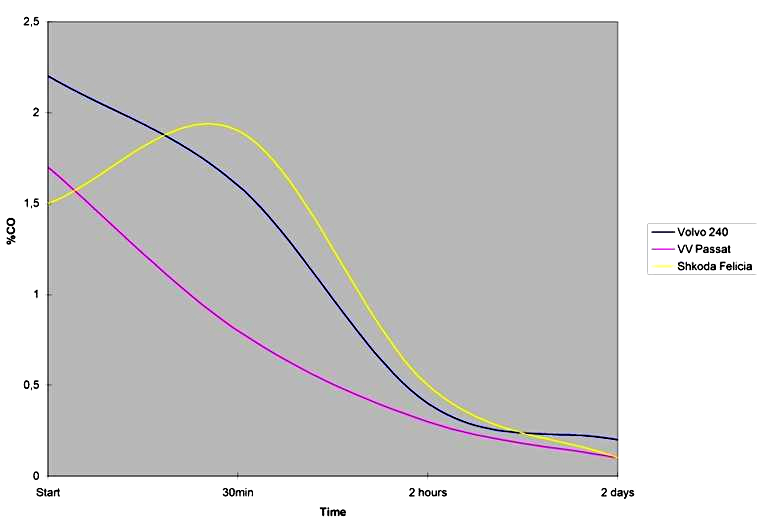 2,5
2
1,5
1
0,5
0
%CO
Start
30min
2 hours
2 days
Time
Volvo 240
VV Passat
Shkoda Felicia